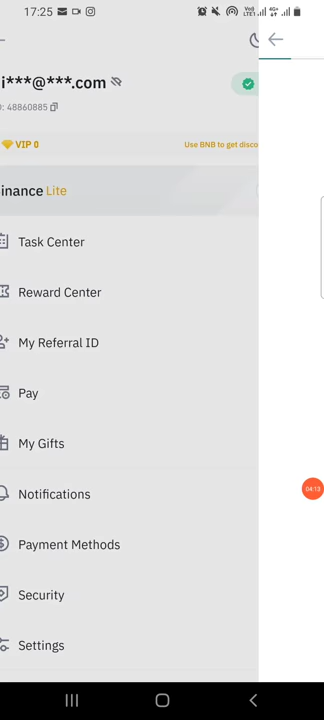 17:25
i***@***.com
: 48860885
VIP 0 Use BNB to get disco
inance Lite
Task Center
Reward Center
My Referral ID
Pay
My Gifts
Notifications
04:13
Payment Methods
Security
Settings